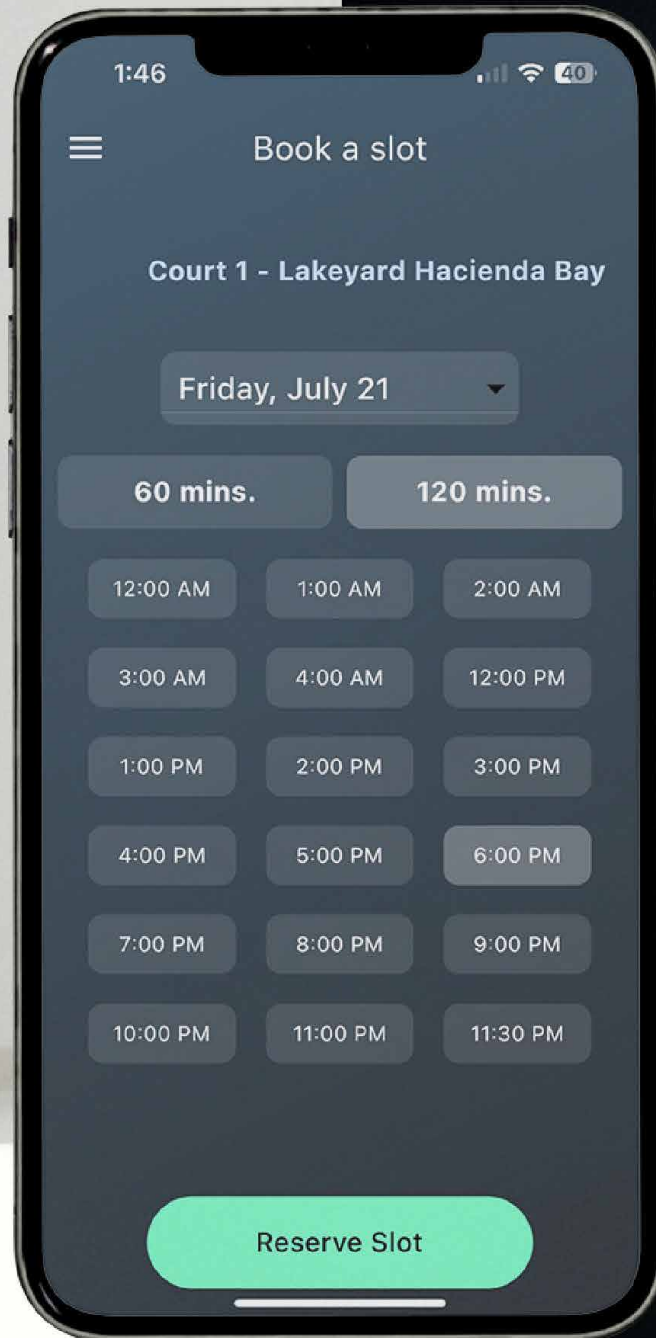 1:46 40
Book a slot
Court 1 - Lakeyard Hacienda Bay
Friday, July 21
60 mins. 120 mins.
12:00 AM 1:00 AM 2:00 AM
3:00 AM 4:00 AM 12:00 PM
1:00 PM 2:00 PM 3:00 PM
4:00 PM 5:00 PM 6:00 PM
7:00 PM 8:00 PM 9:00 PM
10:00 PM 11:00 PM 11:30 PM
Reserve Slot